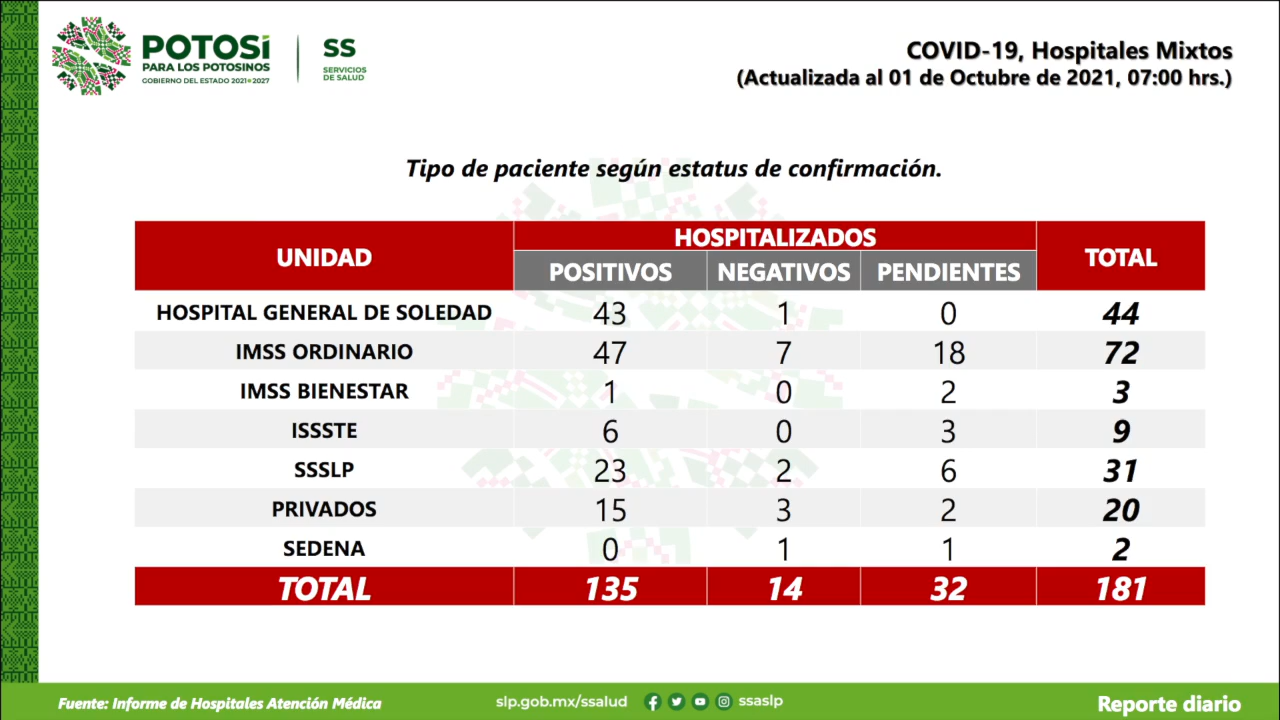 POTOSÍ
PARA LOS POTOSINOS
GOBIERNO DEL ESTADO 2021•2027
SS
SERVICIOS
DE SALUD
COVID-19, Hospitales Mixtos
(Actualizada al 01 de Octubre de 2021, 07:00 hrs.)
Tipo de paciente según estatus de confirmación.
UNIDAD HOSPITALIZADOS TOTAL
POSITIVOS NEGATIVOS PENDIENTES
HOSPITAL GENERAL DE SOLEDAD 43 1 0 44
IMSS ORDINARIO 47 7 18 72
IMSS BIENESTAR 1 0 2 3
ISSSTE 6 0 3 9
SSSLP 23 2 6 31
PRIVADOS 15 3 2 20
SEDENA 0 1 1 2
TOTAL 135 14 32 181
Fuente: Informe de Hospitales Atención Médica
slp.gob.mx/ssalud ssaslp
Reporte diario